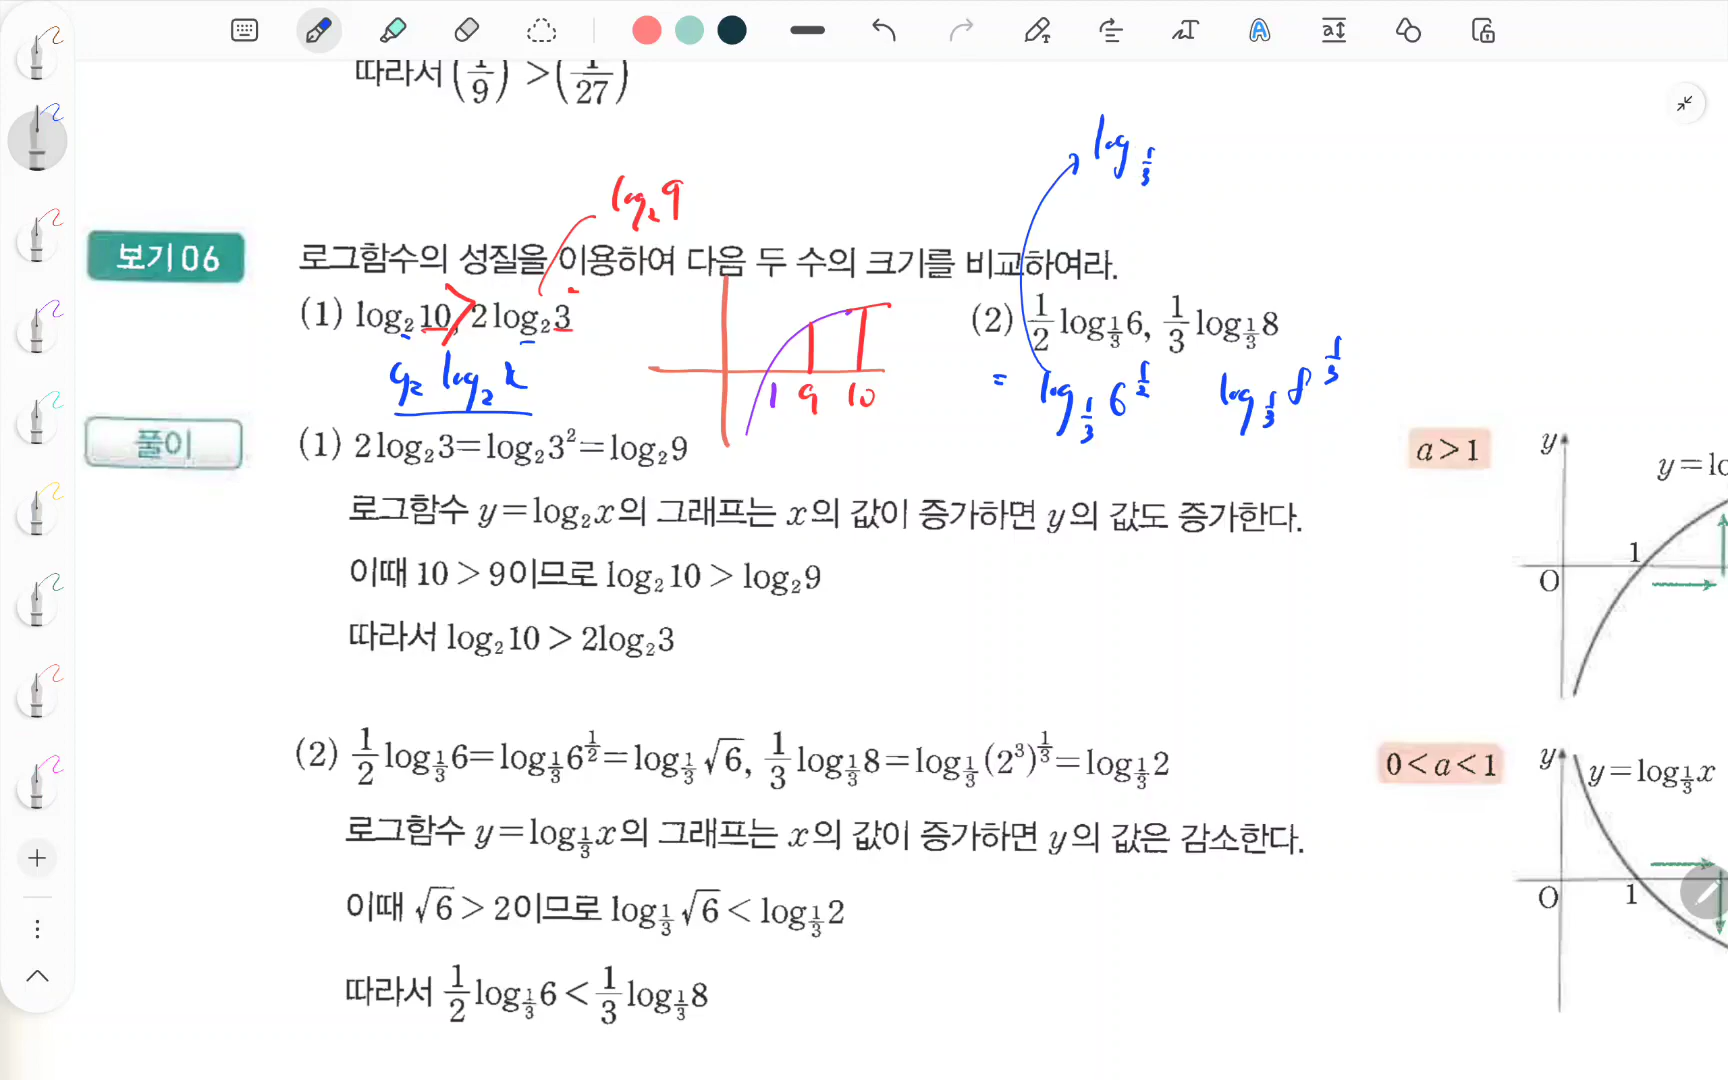 따라서 (1/9) > (1/27)
log_{1/3}
log₂9
보기 06
로그함수의 성질을 이용하여 다음 두 수의 크기를 비교하여라.
(1) log₂10, 2log₂3
>
(2) 1/2 log_{1/3}6, 1/3 log_{1/3}8
y= log₂x
1 9 10
= log_{1/3}6^{1/2} log_{1/3}8^{1/3}
풀이
(1) 2log₂3=log₂3²=log₂9
로그함수 y=log₂x의 그래프는 x의 값이 증가하면 y의 값도 증가한다.
이때 10 > 9이므로 log₂10 > log₂9
따라서 log₂10 > 2log₂3
a>1
y
y=lo
1
O
(2) 1/2 log_{1/3}6=log_{1/3}6^{1/2}=log_{1/3}√6, 1/3 log_{1/3}8=log_{1/3}(2³)^{1/3}=log_{1/3}2
로그함수 y=log_{1/3}x의 그래프는 x의 값이 증가하면 y의 값은 감소한다.
이때 √6 > 2이므로 log_{1/3}√6 < log_{1/3}2
따라서 1/2 log_{1/3}6 < 1/3 log_{1/3}8
0<a<1
y
y=log_{1/3}x
O
1